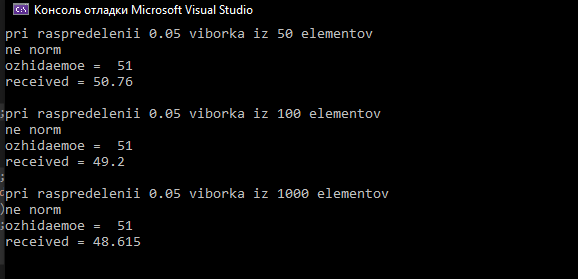 C:\ Консоль отладки Microsoft Visual Studio
pri raspredelenii 0.05 viborka iz 50 elementov
ne norm
ozhidaemoe =  51
received = 50.76
pri raspredelenii 0.05 viborka iz 100 elementov
ne norm
ozhidaemoe =  51
received = 49.2
pri raspredelenii 0.05 viborka iz 1000 elementov
ne norm
ozhidaemoe =  51
received = 48.615